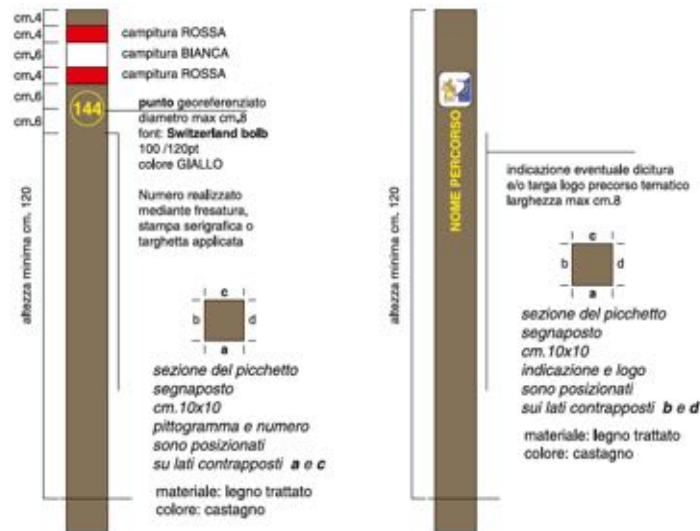 cm.4
cm.4
cm.6
cm.4
cm.6
cm.6
campitura ROSSA
campitura BIANCA
campitura ROSSA
144
punto georeferenziato
diametro max cm.8
font: Switzerland bolb
100 /120pt
colore GIALLO
Numero realizzato
mediante fresatura,
stampa serigrafica o
targhetta applicata
altezza minima cm. 120
c
b d
a
sezione del picchetto
segnaposto
cm.10x10
pittogramma e numero
sono posizionati
su lati contrapposti a e c
materiale: legno trattato
colore: castagno
NOME PERCORSO
altezza minima cm. 120
indicazione eventuale dicitura
e/o targa logo precorso tematico
larghezza max cm.8
c
b d
a
sezione del picchetto
segnaposto
cm.10x10
indicazione e logo
sono posizionati
sui lati contrapposti b e d
materiale: legno trattato
colore: castagno